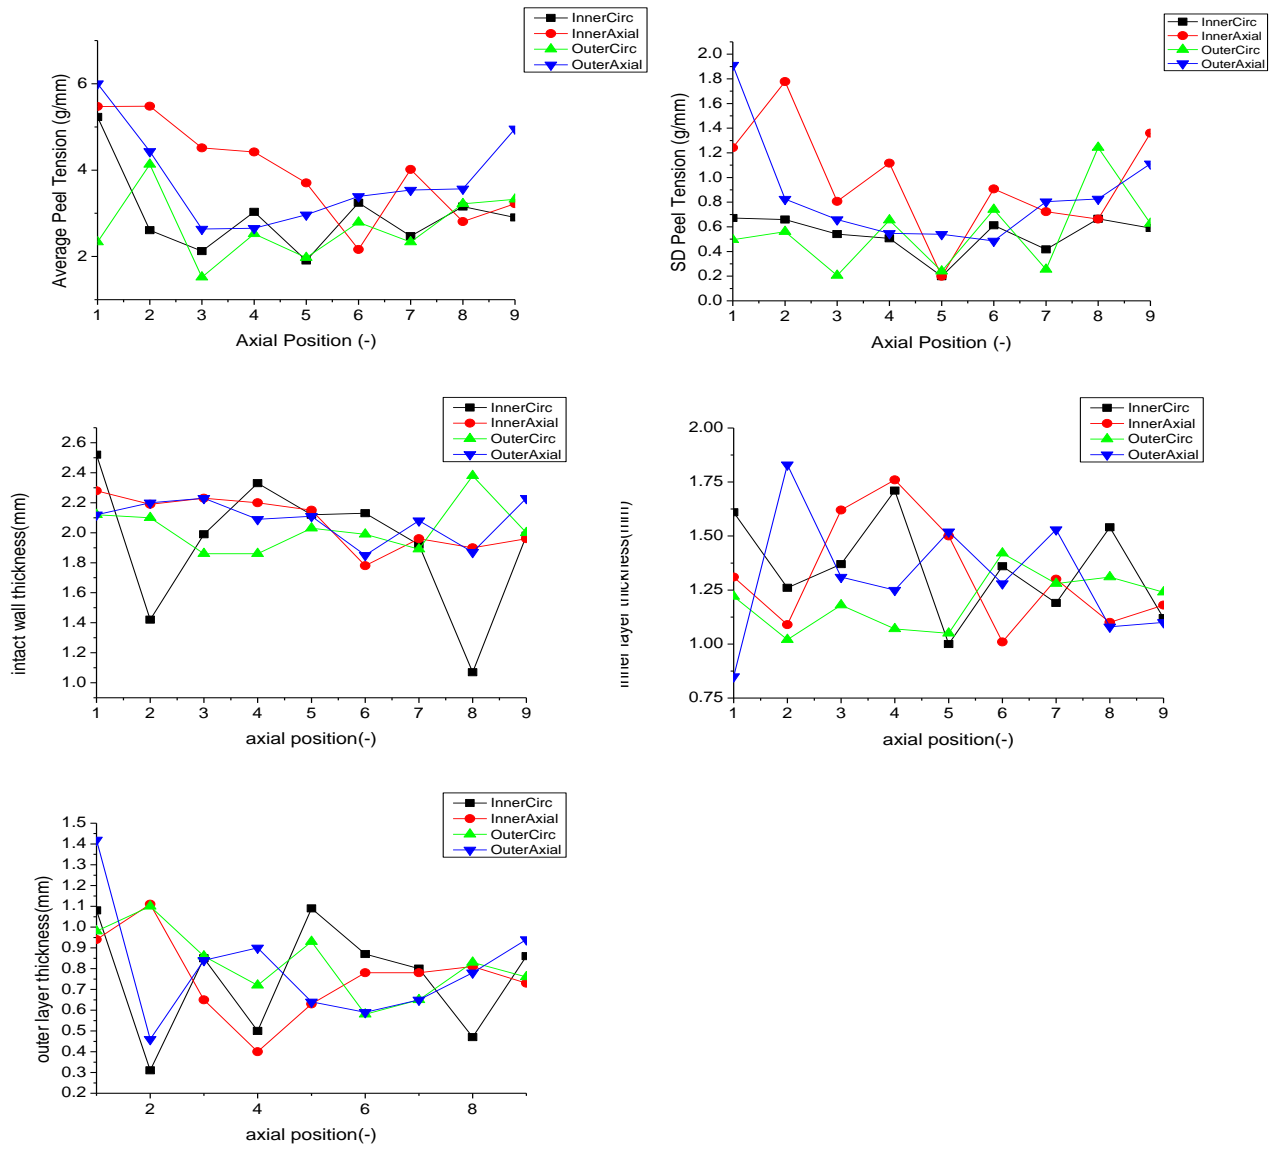 InnerCirc
InnerAxial
OuterCirc
OuterAxial
6
4
2
Average Peel Tension (g/mm)
1 2 3 4 5 6 7 8 9
Axial Position (-)
InnerCirc
InnerAxial
OuterCirc
OuterAxial
2.0
1.8
1.6
1.4
1.2
1.0
0.8
0.6
0.4
0.2
0.0
SD Peel Tension (g/mm)
1 2 3 4 5 6 7 8 9
Axial Position (-)
InnerCirc
InnerAxial
OuterCirc
OuterAxial
2.6
2.4
2.2
2.0
1.8
1.6
1.4
1.2
1.0
intact wall thickness(mm)
1 2 3 4 5 6 7 8 9
axial position(-)
InnerCirc
InnerAxial
OuterCirc
OuterAxial
2.00
1.75
1.50
1.25
1.00
0.75
inner layer thickness(mm)
1 2 3 4 5 6 7 8 9
axial position(-)
InnerCirc
InnerAxial
OuterCirc
OuterAxial
1.5
1.4
1.3
1.2
1.1
1.0
0.9
0.8
0.7
0.6
0.5
0.4
0.3
0.2
outer layer thickness(mm)
2 4 6 8
axial position(-)